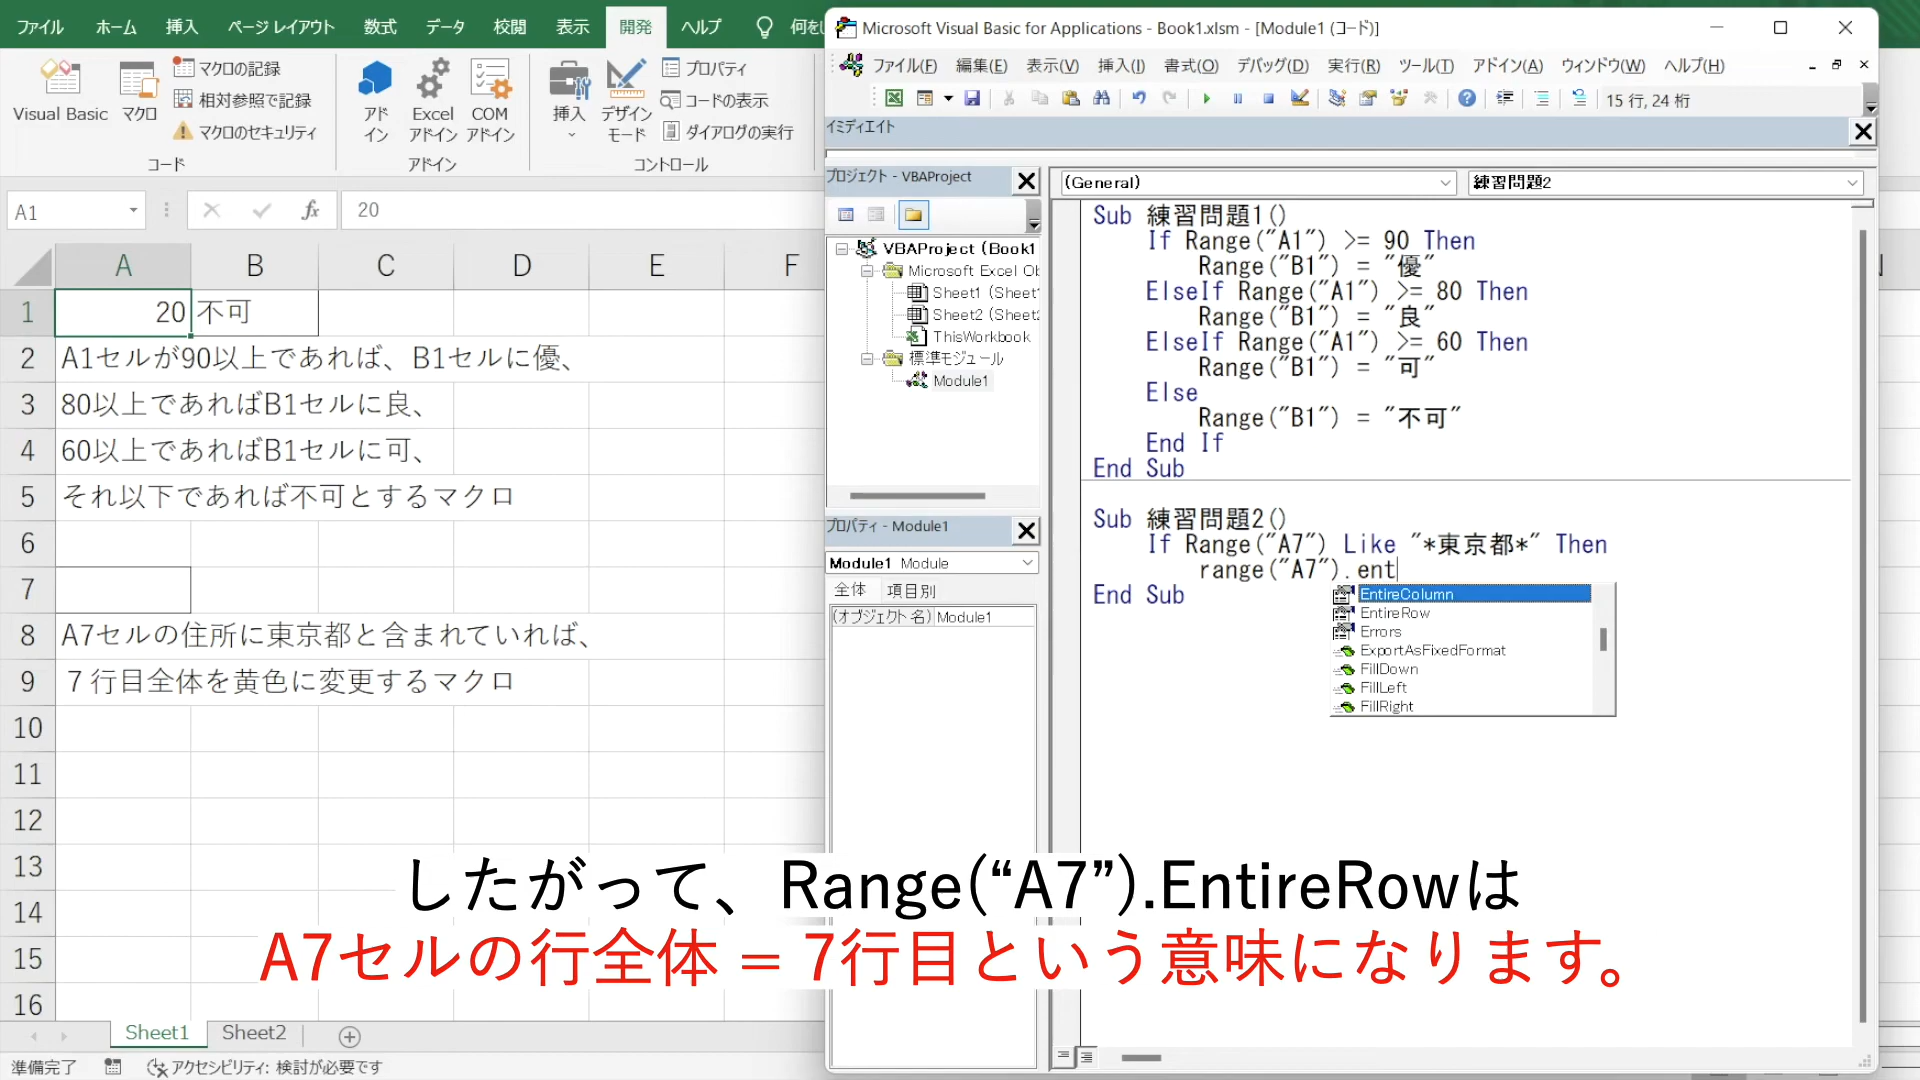 ファイル ホーム 挿入 ページ レイアウト 数式 データ 校閲 表示 開発 ヘルプ 何をし
Visual Basic マクロ マクロの記録 相対参照で記録 マクロのセキュリティ
コード
アド
イン
Excel
アドイン
COM
アドイン
アドイン
挿入 デザイン
モード プロパティ コードの表示 ダイアログの実行
コントロール
A1 fx 20
A B C D E F
1 20 不可
2 A1セルが90以上であれば、B1セルに優、
3 80以上であればB1セルに良、
4 60以上であればB1セルに可、
5 それ以下であれば不可とするマクロ
6
7
8 A7セルの住所に東京都と含まれていれば、
9 7行目全体を黄色に変更するマクロ
10
11
12
13
14
15
16
Sheet1 Sheet2
準備完了 アクセシビリティ: 検討が必要です
Microsoft Visual Basic for Applications - Book1.xlsm - [Module1 (コード)]
ファイル(F) 編集(E) 表示(V) 挿入(I) 書式(O) デバッグ(D) 実行(R) ツール(T) アドイン(A) ウィンドウ(W) ヘルプ(H)
15 行, 24 桁
イミディエイト
プロジェクト - VBAProject
VBAProject (Book1
Microsoft Excel Ob
Sheet1 (Sheet1
Sheet2 (Sheet2
ThisWorkbook
標準モジュール
Module1
プロパティ - Module1
Module1 Module
全体 項目別
(オブジェクト名) Module1
(General) 練習問題2
Sub 練習問題1()
If Range("A1") >= 90 Then
Range("B1") = "優"
ElseIf Range("A1") >= 80 Then
Range("B1") = "良"
ElseIf Range("A1") >= 60 Then
Range("B1") = "可"
Else
Range("B1") = "不可"
End If
End Sub
Sub 練習問題2()
If Range("A7") Like "*東京都*" Then
range("A7").ent
End Sub
EntireColumn
EntireRow
Errors
ExportAsFixedFormat
FillDown
FillLeft
FillRight
したがって、Range(“A7”).EntireRowは
A7セルの行全体 = 7行目という意味になります。